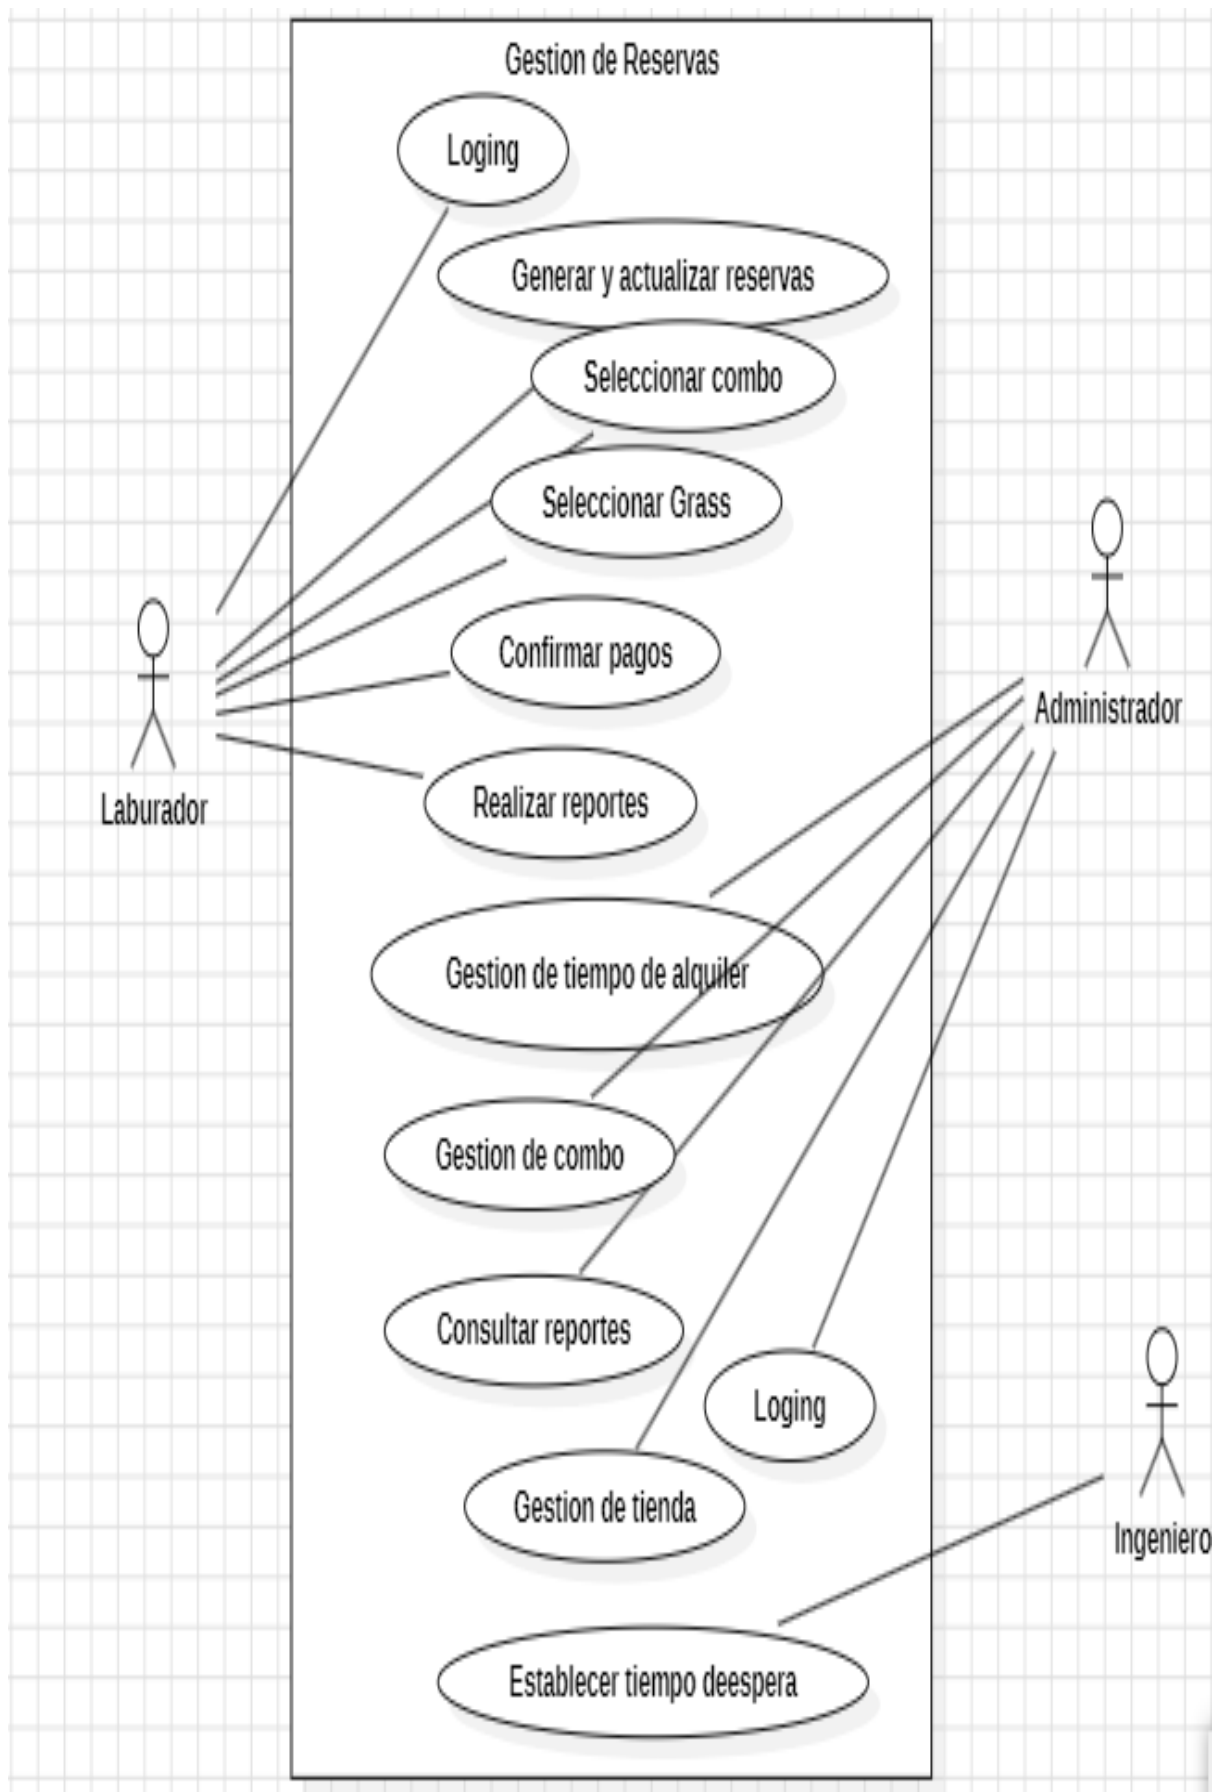 Gestion de Reservas
Loging
Generar y actualizar reservas
Seleccionar combo
Seleccionar Grass
Confirmar pagos
Administrador
Realizar reportes
Laburador
Gestion de tiempo de alquiler
Gestion de combo
Consultar reportes
Loging
Gestion de tienda
Ingeniero
Establecer tiempo deespera